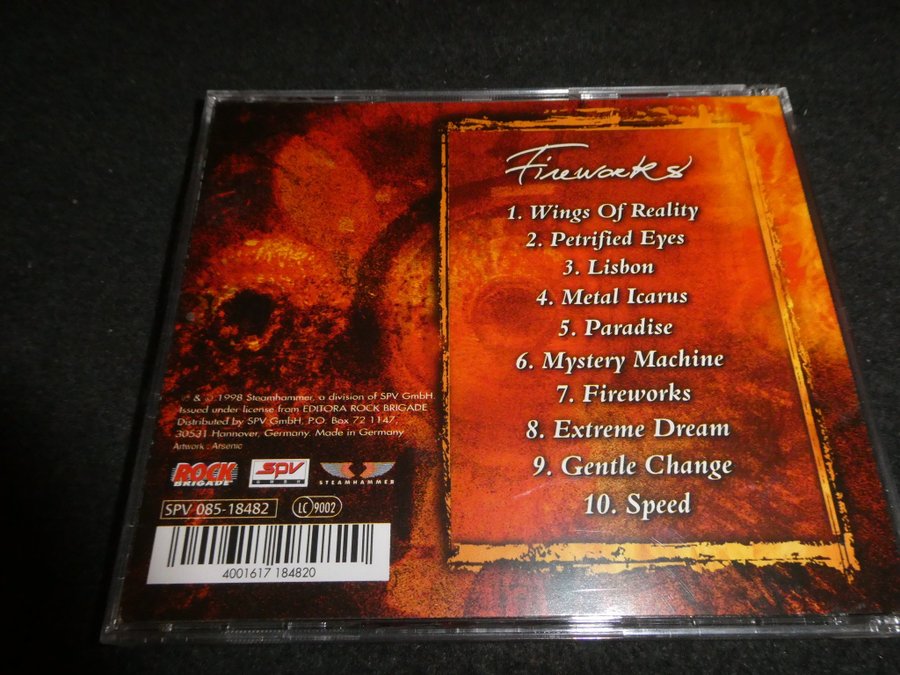 Fireworks
1. Wings Of Reality
2. Petrified Eyes
3. Lisbon
4. Metal Icarus
5. Paradise
6. Mystery Machine
7. Fireworks
8. Extreme Dream
9. Gentle Change
10. Speed
℗ & © 1998 Steamhammer, a division of SPV GmbH.
Issued under license from EDITORA ROCK BRIGADE
Distributed by SPV GmbH, P.O. Box 72 1147,
30531 Hannover, Germany. Made in Germany
Artwork : Arsenic
ROCK BRIGADE
SPV
STEAMHAMMER
SPV 085-18482
LC 9002
4001617 184820